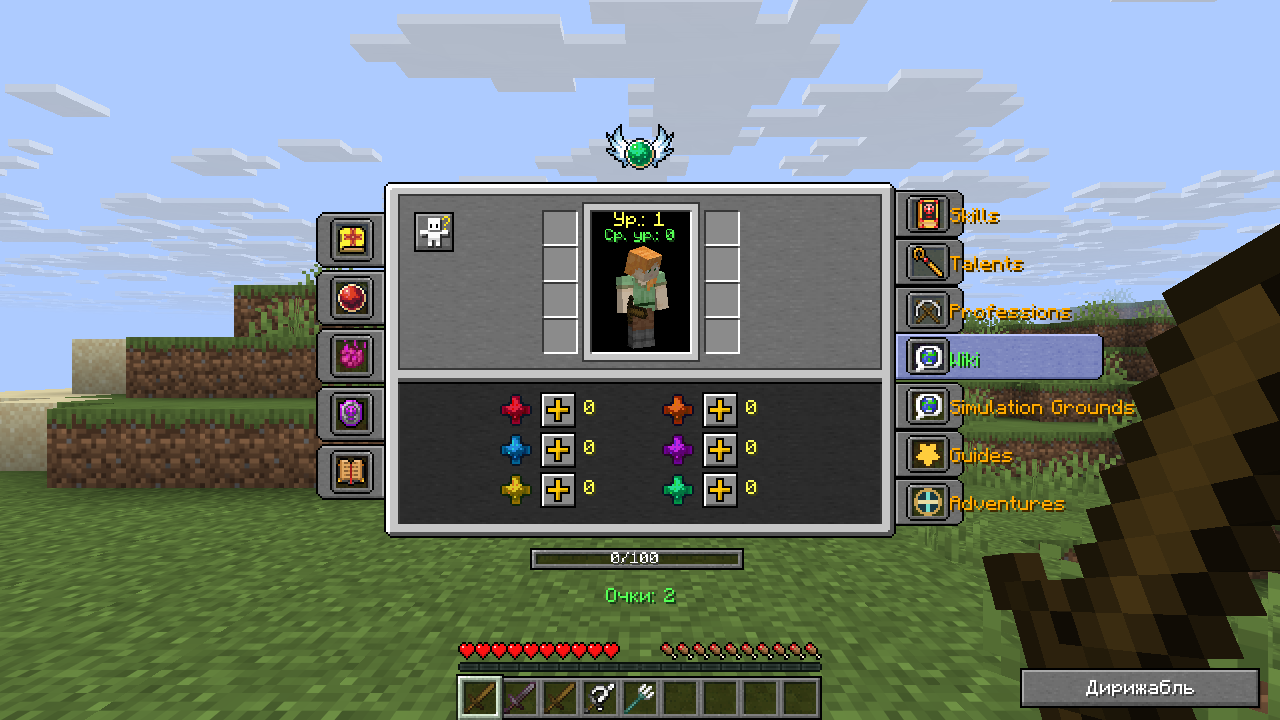 Ур.: 1
Ср. ур.: 0
Skills
Talents
Professions
Wiki
Simulation Grounds
Guides
Adventures
0 0
0 0
0 0
0/100
Очки: 2
Дирижабль